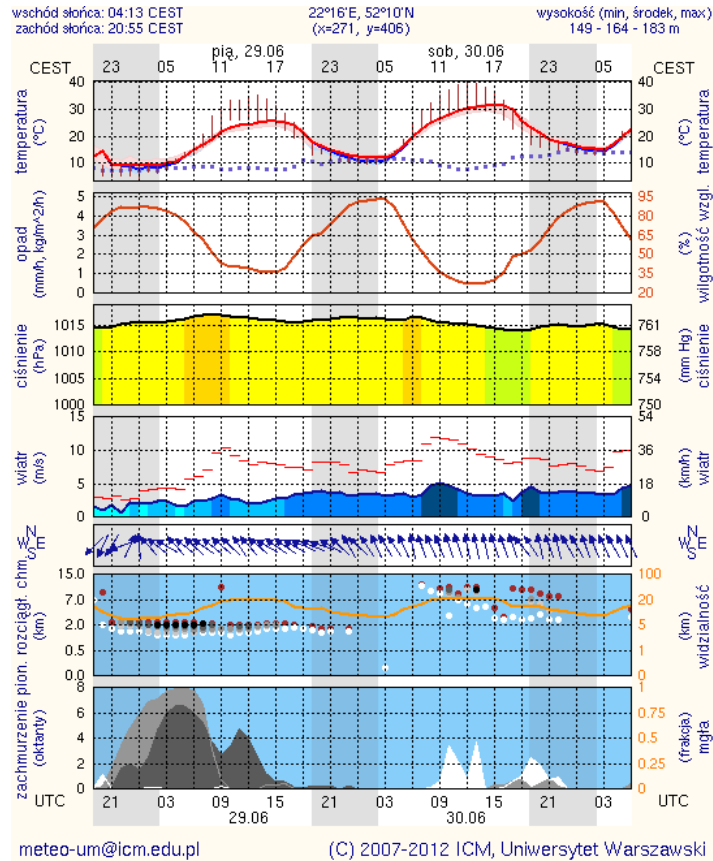 wschód słońca: 04:13 CEST 22°16'E, 52°10'N wysokość (min, środek, max)
zachód słońca: 20:55 CEST (x=271, y=406) 149 - 164 - 183 m
pią, 29.06 sob, 30.06
CEST 23 05 11 17 23 05 11 17 23 05 CEST
temperatura
(°C)
40
30
20
10
40
30
20
10
(°C)
temperatura
opad
(mm/h, kg/m^2/h)
5
4
3
2
1
0
95
80
65
50
35
20
(%)
wilgotność wzgl.
ciśnienie
(hPa)
1015
1010
1005
1000
761
758
754
750
(mm Hg)
ciśnienie
wiatr
(m/s)
15
10
5
0
54
36
18
0
(km/h)
wiatr
N
W E
S
N
W E
S
pion. rozciągł. chm.
(km)
15.0
7.0
2.0
0.5
0.0
100
20
5
1
0
(km)
widzialność
zachmurzenie
(oktanty)
8
6
4
2
0
1
0.75
0.5
0.25
0
(frakcja)
mgła
UTC 21 03 09 15 21 03 09 15 21 03 UTC
29.06 30.06
meteo-um@icm.edu.pl (C) 2007-2012 ICM, Uniwersytet Warszawski